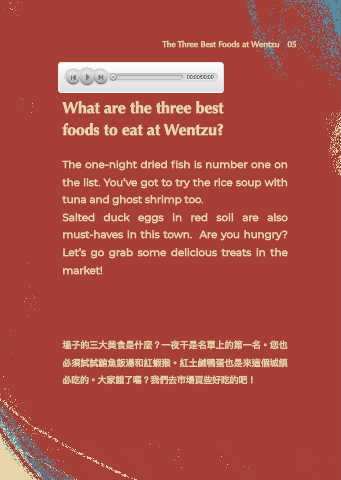 The Three Best Foods at Wentzu 05
00:00/00:00
What are the three best
foods to eat at Wentzu?
The one-night dried fish is number one on
the list. You've got to try the rice soup with
tuna and ghost shrimp too.
Salted duck eggs in red soil are also
must-haves in this town. Are you hungry?
Let's go grab some delicious treats in the
market!
塭子的三大美食是什麼？一夜干是名單上的第一名。您也
必須試試鮪魚飯湯和紅蝦猴。紅土鹹鴨蛋也是來這個城鎮
必吃的。大家餓了嗎？我們去市場買些好吃的吧！